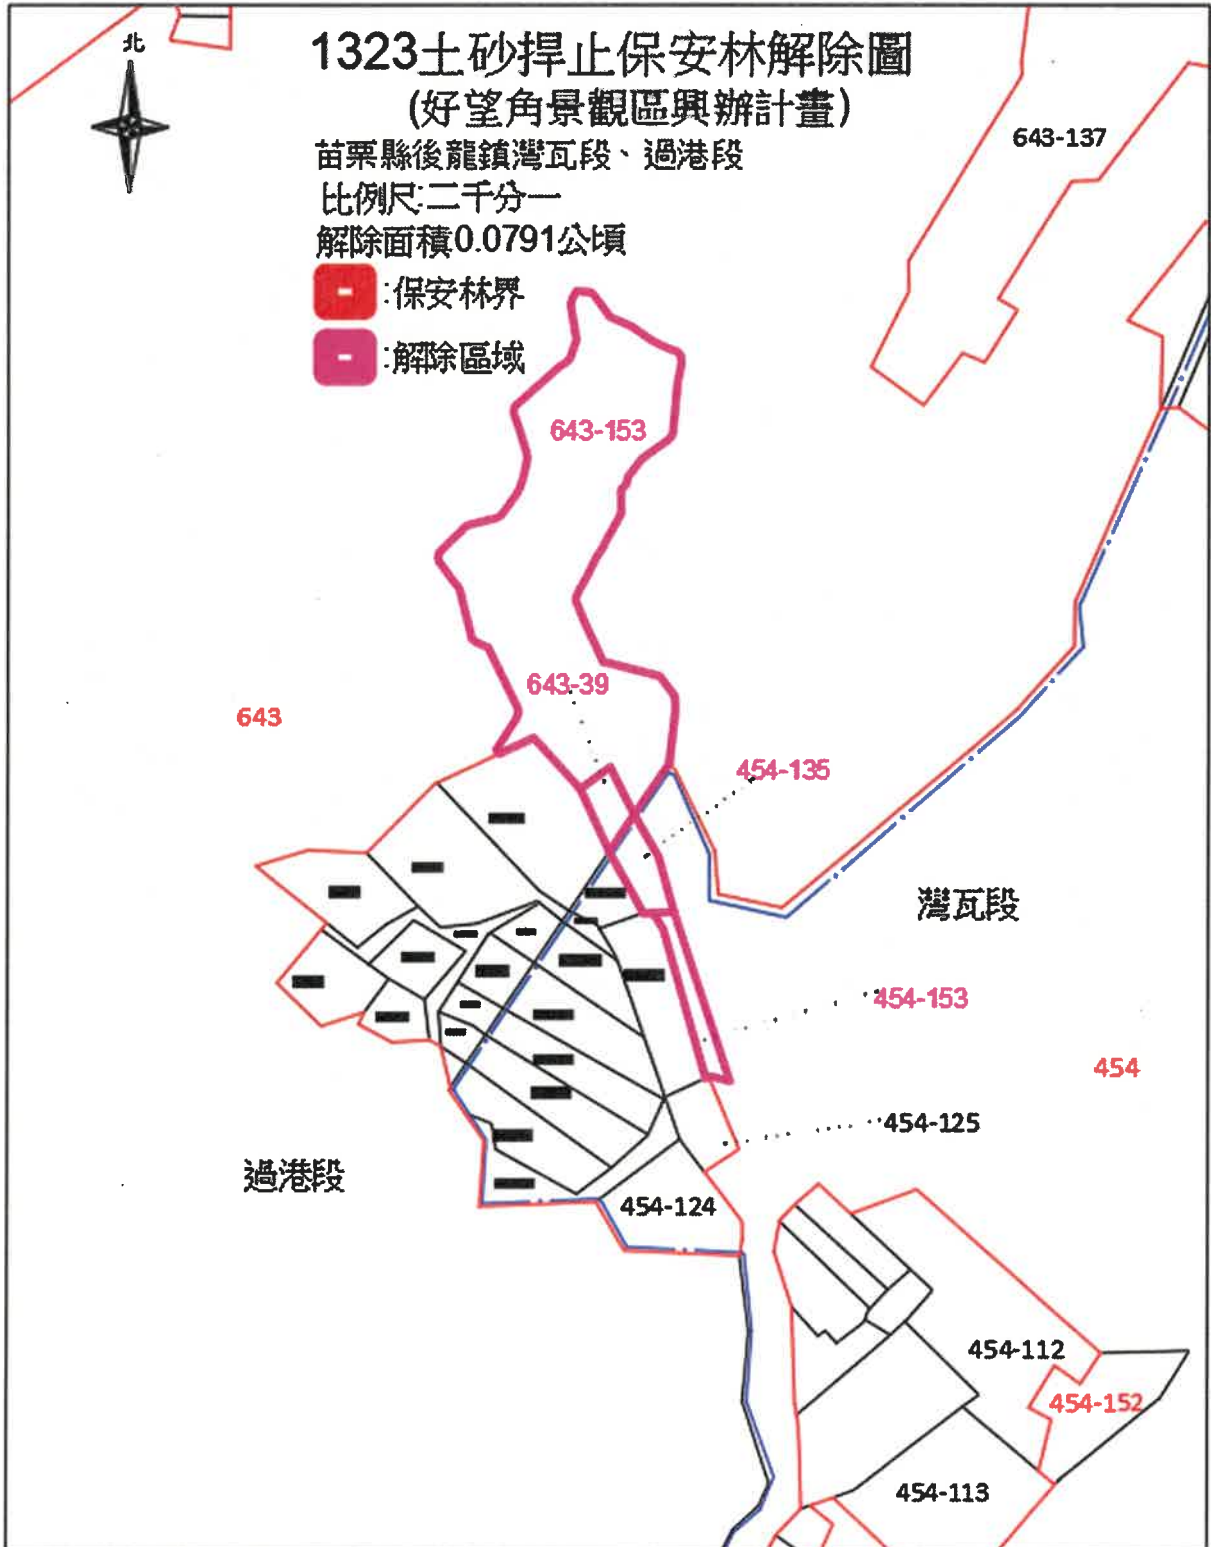 北
1323土砂捍止保安林解除圖
(好望角景觀區興辦計畫)
苗栗縣後龍鎮灣瓦段、過港段
比例尺:二千分一
解除面積0.0791公頃
:保安林界
:解除區域
643-137
643-153
643-39
643
454-135
灣瓦段
454-153
454
454-125
過港段
454-124
454-112
454-152
454-113